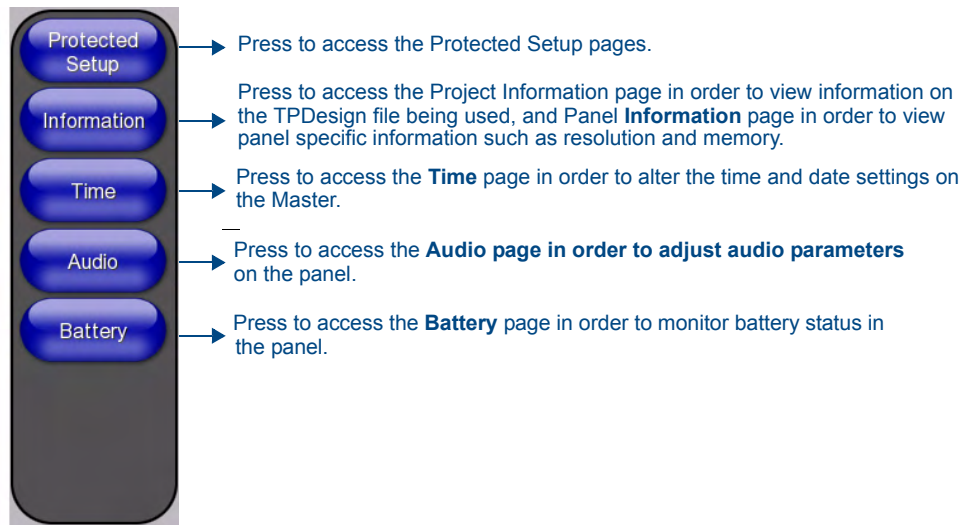 Protected
Setup
Press to access the Protected Setup pages.
Information
Press to access the Project Information page in order to view information on
the TPDesign file being used, and Panel Information page in order to view
panel specific information such as resolution and memory.
Time
Press to access the Time page in order to alter the time and date settings on
the Master.
Audio
Press to access the Audio page in order to adjust audio parameters
on the panel.
Battery
Press to access the Battery page in order to monitor battery status in
the panel.